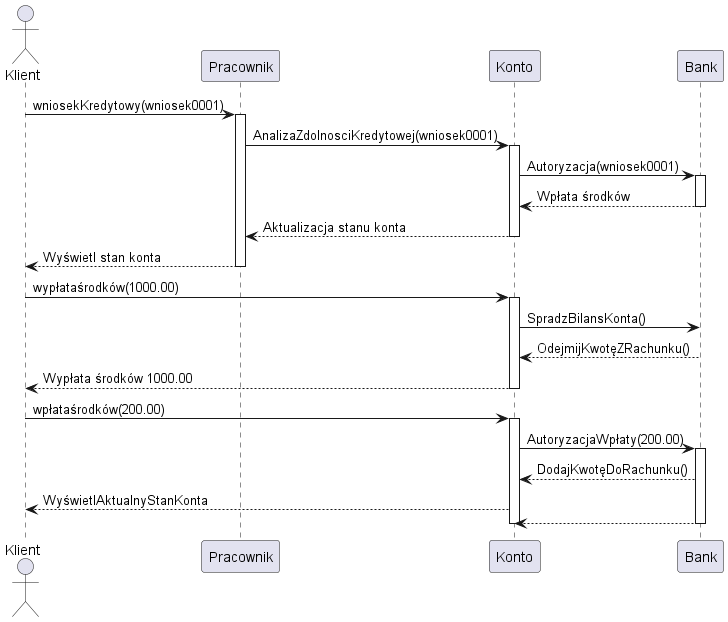 Klient
Pracownik
Konto
Bank
wniosekKredytowy(wniosek0001)
AnalizaZdolnosciKredytowej(wniosek0001)
Autoryzacja(wniosek0001)
Wpłata środków
Aktualizacja stanu konta
Wyświetl stan konta
wypłataśrodków(1000.00)
SpradzBilansKonta()
OdejmijKwotęZRachunku()
Wypłata środków 1000.00
wpłataśrodków(200.00)
AutoryzacjaWpłaty(200.00)
DodajKwotęDoRachunku()
WyświetlAktualnyStanKonta
Klient
Pracownik
Konto
Bank